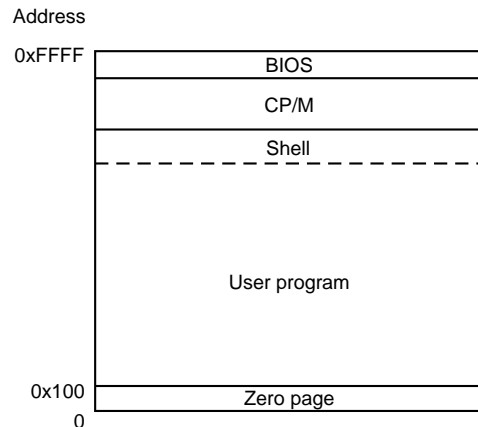 Address
0xFFFF
BIOS
CP/M
Shell
User program
0x100
Zero page
0